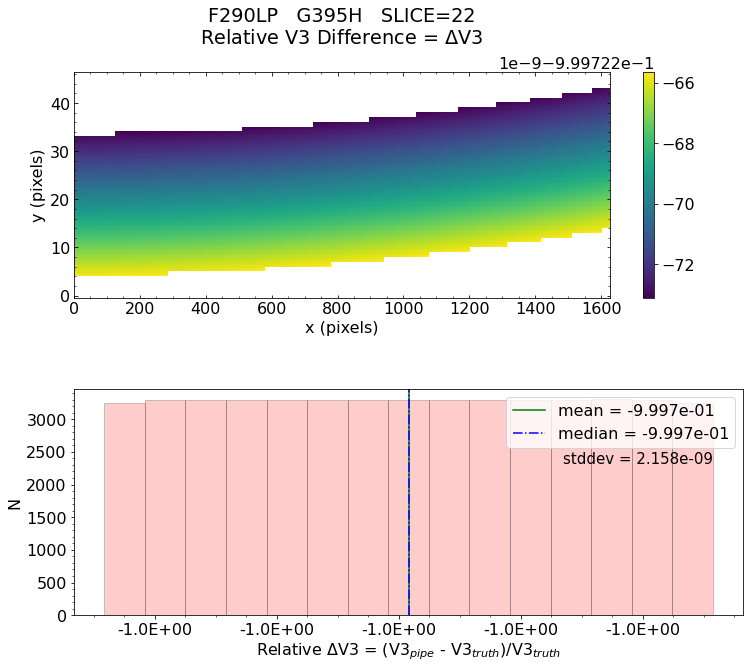 F290LP G395H SLICE=22
Relative V3 Difference = ΔV3
1e−9−9.99722e−1
40
30
20
10
0
y (pixels)
0 200 400 600 800 1000 1200 1400 1600
x (pixels)
−66
−68
−70
−72
3000
2500
2000
1500
1000
500
0
N
mean = -9.997e-01
median = -9.997e-01
stddev = 2.158e-09
-1.0E+00 -1.0E+00 -1.0E+00 -1.0E+00 -1.0E+00
Relative ΔV3 = (V3pipe - V3truth)/V3truth